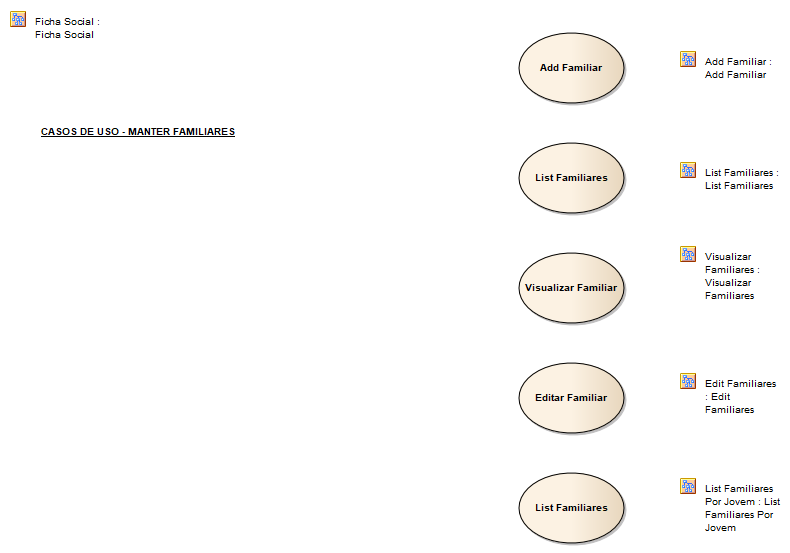 Ficha Social :
Ficha Social
CASOS DE USO - MANTER FAMILIARES
Add Familiar
Add Familiar :
Add Familiar
List Familiares
List Familiares :
List Familiares
Visualizar Familiar
Visualizar
Familiares :
Visualizar
Familiares
Editar Familiar
Edit Familiares
: Edit
Familiares
List Familiares
List Familiares
Por Jovem : List
Familiares Por
Jovem